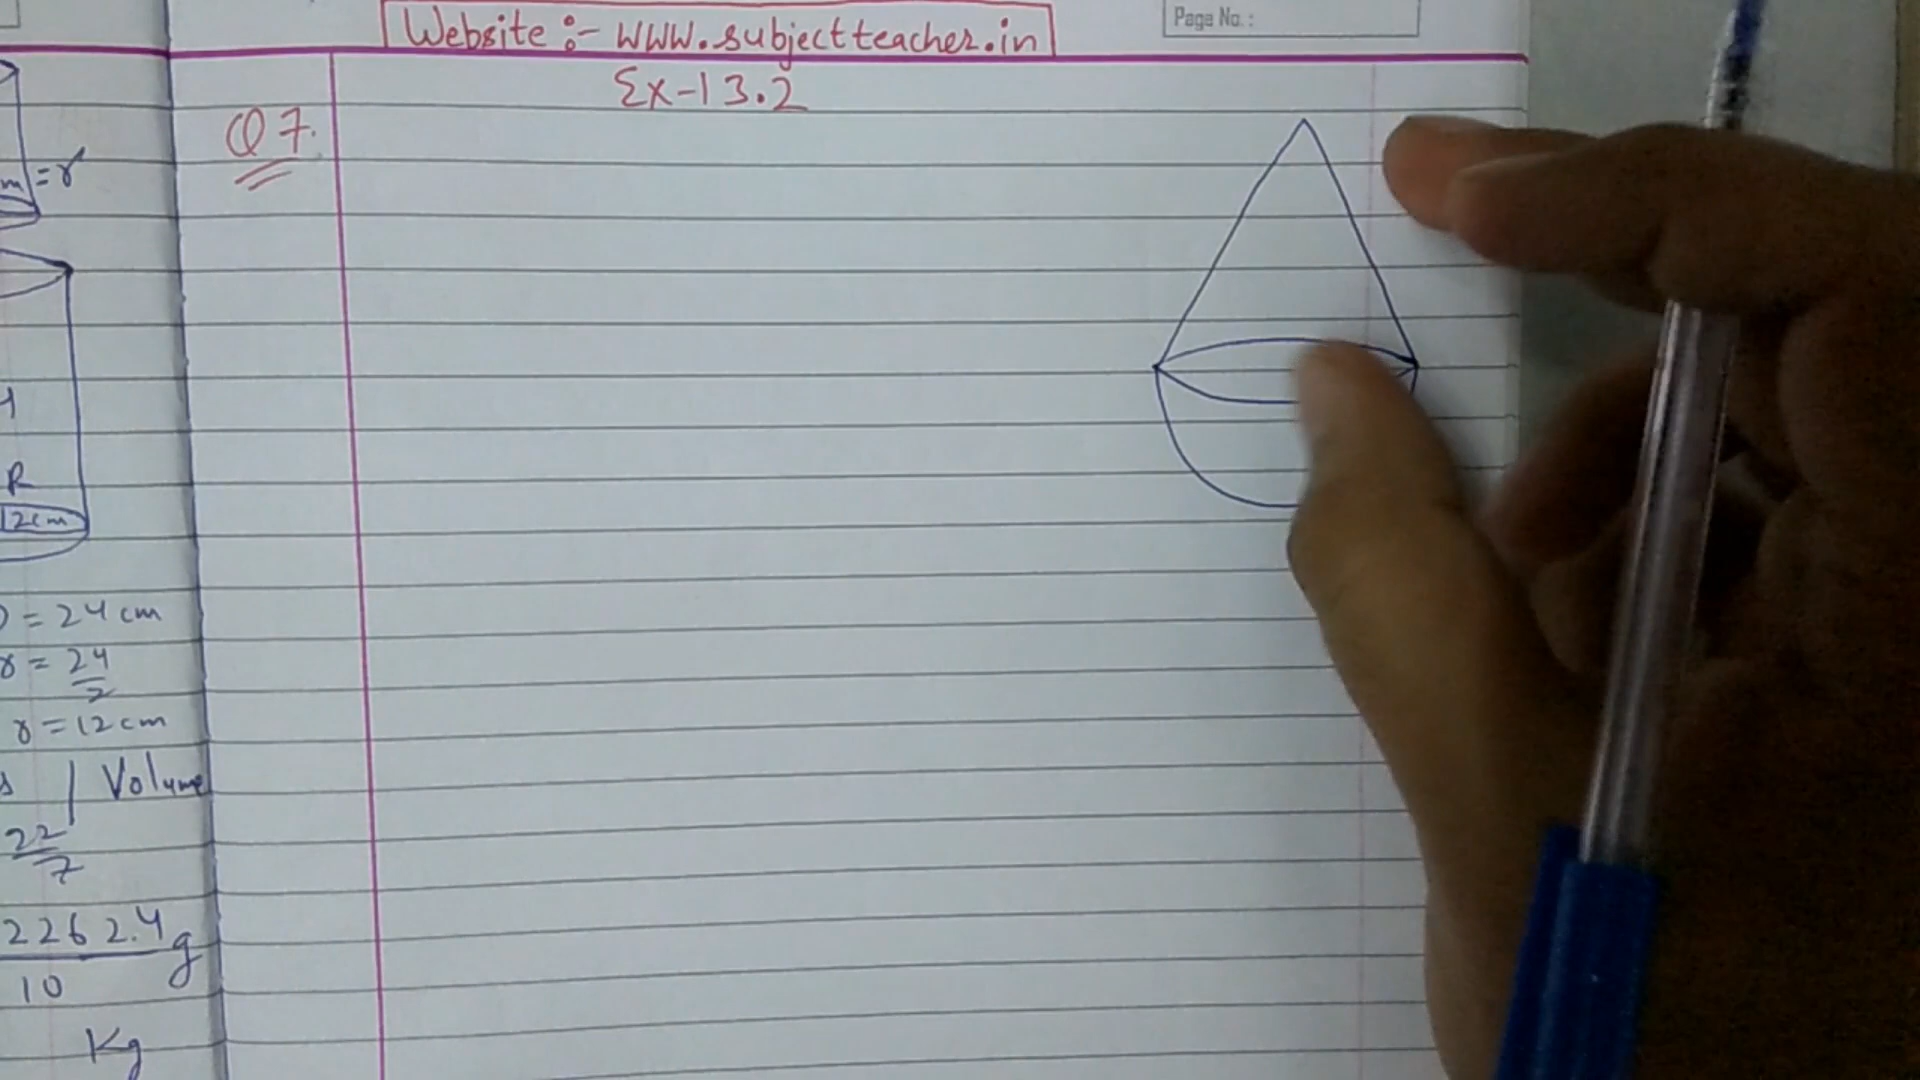 Website :- www.subjectteacher.in
Page No. :
Ex-13.2
Q7.
m = r
H
R
12cm
= 24 cm
r = 24
2
r = 12 cm
Volume
22
7
2262.4 g
10
Kg